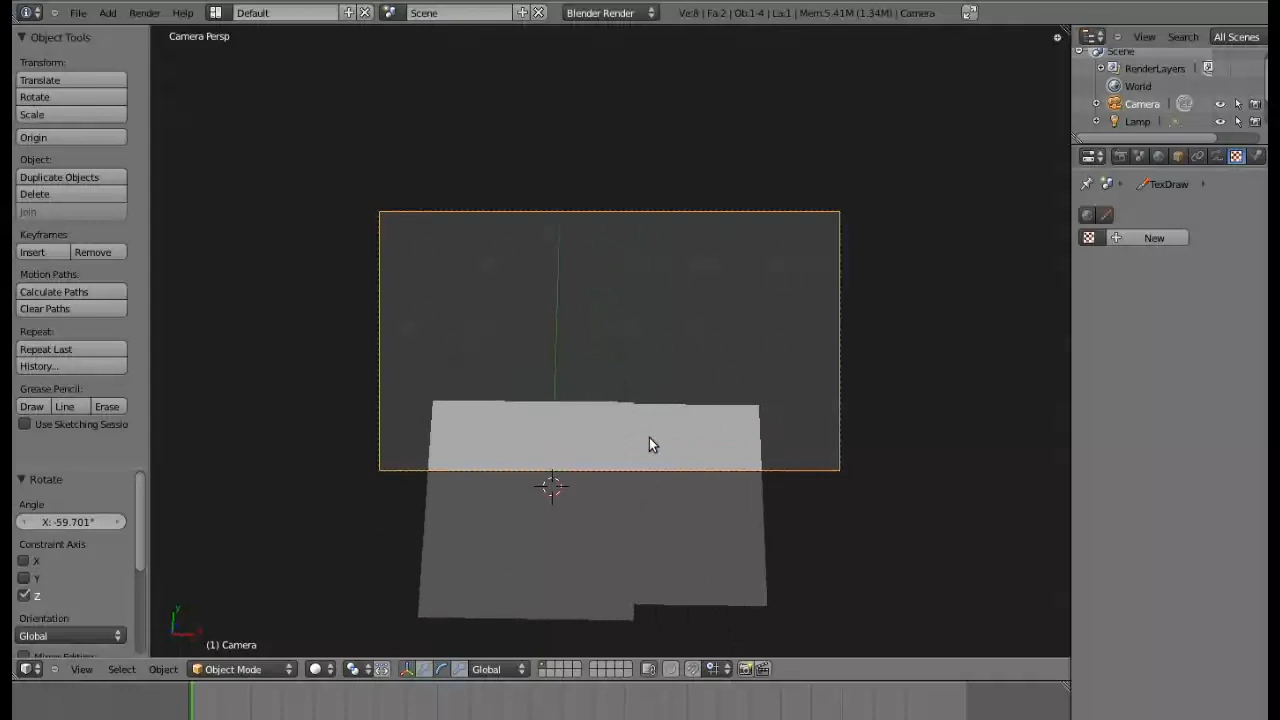 File Add Render Help Default Scene Blender Render Ve:8 | Fa:2 | Ob:1-4 | La:1 | Mem:5.41M (1.34M) | Camera
Object Tools
Transform:
Translate
Rotate
Scale
Origin
Object:
Duplicate Objects
Delete
Join
Keyframes:
Insert Remove
Motion Paths:
Calculate Paths
Clear Paths
Repeat:
Repeat Last
History...
Grease Pencil:
Draw Line Erase
Use Sketching Sessio
Rotate
Angle
X: -59.701°
Constraint Axis
X
Y
Z
Orientation
Global
Camera Persp
y
(1) Camera
View Select Object Object Mode Global
View Search All Scenes
Scene
RenderLayers
World
Camera
Lamp
TexDraw
New